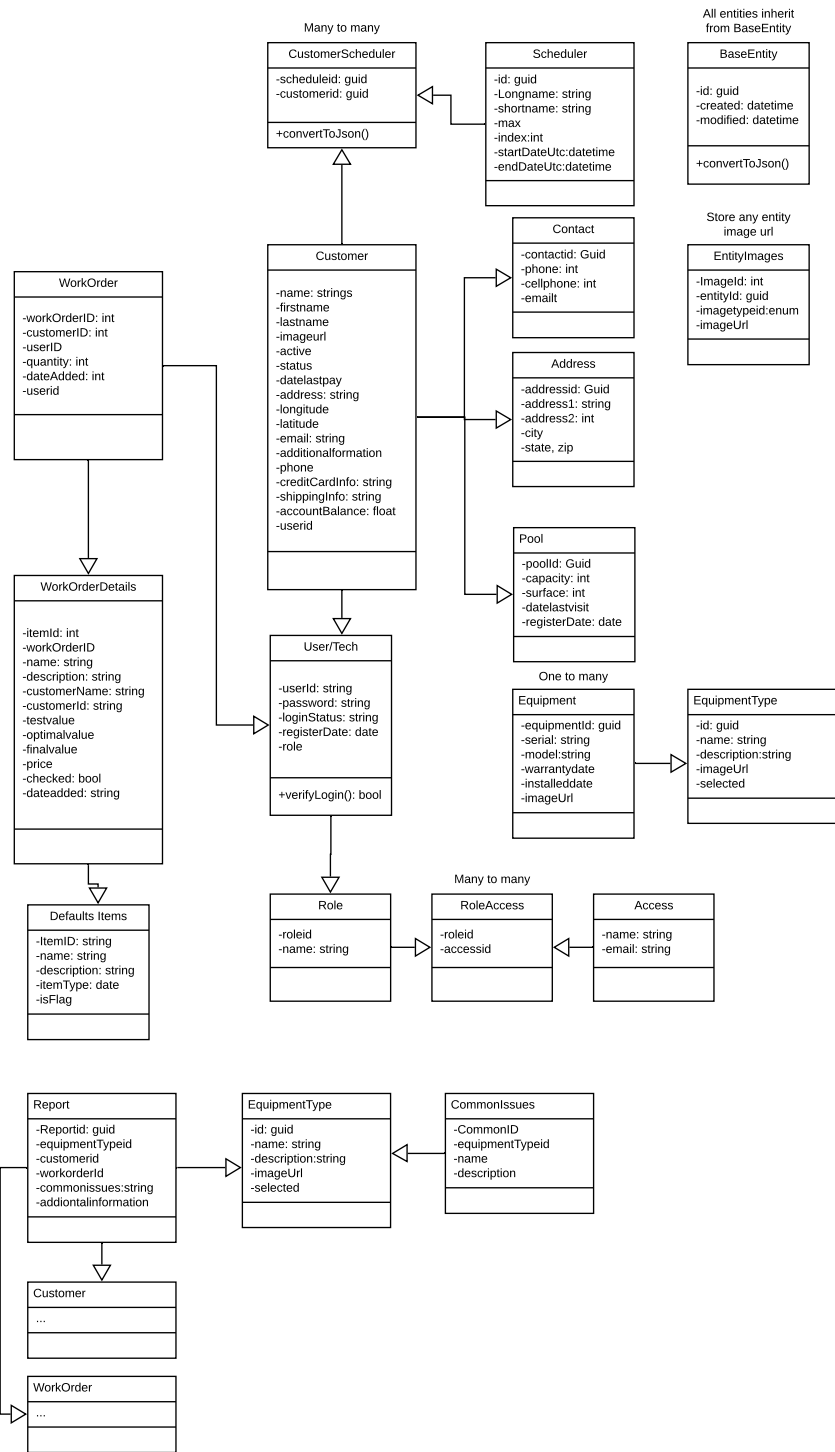 Many to many
CustomerScheduler
-scheduleid: guid
-customerid: guid
+convertToJson()
Scheduler
-id: guid
-Longname: string
-shortname: string
-max
-index:int
-startDateUtc:datetime
-endDateUtc:datetime
All entities inherit
from BaseEntity
BaseEntity
-id: guid
-created: datetime
-modified: datetime
+convertToJson()
Store any entity
image url
EntityImages
-ImageId: int
-entityId: guid
-imagetypeid:enum
-imageUrl
WorkOrder
-workOrderID: int
-customerID: int
-userID
-quantity: int
-dateAdded: int
-userid
Customer
-name: strings
-firstname
-lastname
-imageurl
-active
-status
-datelastpay
-address: string
-longitude
-latitude
-email: string
-additionalformation
-phone
-creditCardInfo: string
-shippingInfo: string
-accountBalance: float
-userid
Contact
-contactid: Guid
-phone: int
-cellphone: int
-emailt
Address
-addressid: Guid
-address1: string
-address2: int
-city
-state, zip
Pool
-poolId: Guid
-capacity: int
-surface: int
-datelastvisit
-registerDate: date
WorkOrderDetails
-itemId: int
-workOrderID
-name: string
-description: string
-customerName: string
-customerId: string
-testvalue
-optimalvalue
-finalvalue
-price
-checked: bool
-dateadded: string
User/Tech
-userId: string
-password: string
-loginStatus: string
-registerDate: date
-role
+verifyLogin(): bool
One to many
Equipment
-equipmentId: guid
-serial: string
-model:string
-warrantydate
-installeddate
-imageUrl
EquipmentType
-id: guid
-name: string
-description:string
-imageUrl
-selected
Defaults Items
-ItemID: string
-name: string
-description: string
-itemType: date
-isFlag
Role
-roleid
-name: string
Many to many
RoleAccess
-roleid
-accessid
Access
-name: string
-email: string
Report
-Reportid: guid
-equipmentTypeid
-customerid
-workorderId
-commonissues:string
-addiontalinformation
EquipmentType
-id: guid
-name: string
-description:string
-imageUrl
-selected
CommonIssues
-CommonID
-equipmentTypeid
-name
-description
Customer
...
WorkOrder
...